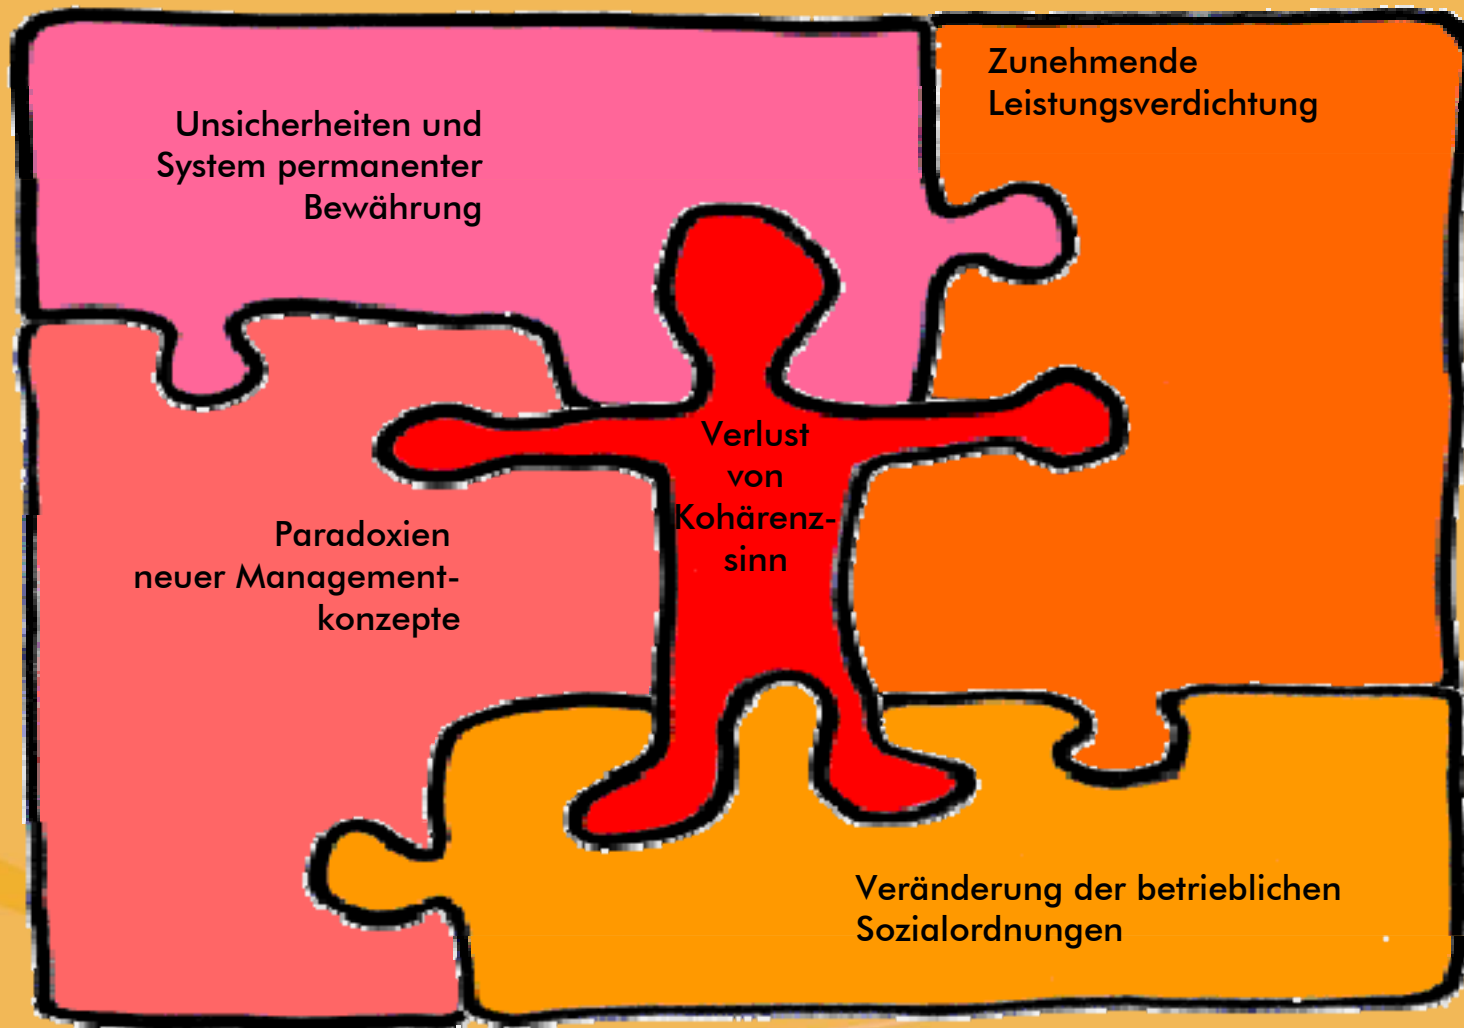 Unsicherheiten und
System permanenter
Bewährung
Zunehmende
Leistungsverdichtung
Verlust
von
Kohärenz-
sinn
Paradoxien
neuer Management-
konzepte
Veränderung der betrieblichen
Sozialordnungen